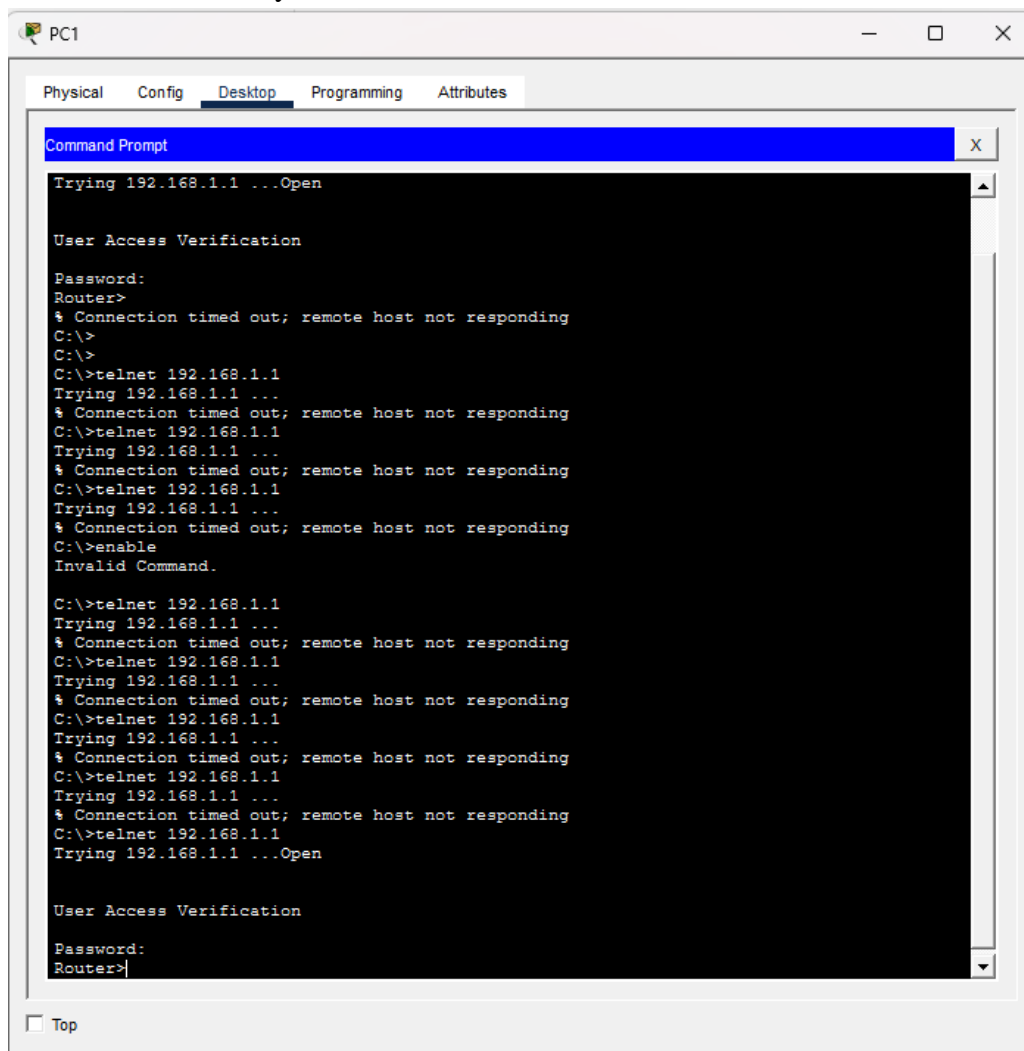 PC1
Physical Config Desktop Programming Attributes
Command Prompt
X
Trying 192.168.1.1 ...Open
User Access Verification
Password:
Router>
% Connection timed out; remote host not responding
C:\>
C:\>
C:\>telnet 192.168.1.1
Trying 192.168.1.1 ...
% Connection timed out; remote host not responding
C:\>telnet 192.168.1.1
Trying 192.168.1.1 ...
% Connection timed out; remote host not responding
C:\>telnet 192.168.1.1
Trying 192.168.1.1 ...
% Connection timed out; remote host not responding
C:\>enable
Invalid Command.
C:\>telnet 192.168.1.1
Trying 192.168.1.1 ...
% Connection timed out; remote host not responding
C:\>telnet 192.168.1.1
Trying 192.168.1.1 ...
% Connection timed out; remote host not responding
C:\>telnet 192.168.1.1
Trying 192.168.1.1 ...
% Connection timed out; remote host not responding
C:\>telnet 192.168.1.1
Trying 192.168.1.1 ...
% Connection timed out; remote host not responding
C:\>telnet 192.168.1.1
Trying 192.168.1.1 ...Open
User Access Verification
Password:
Router>
Top